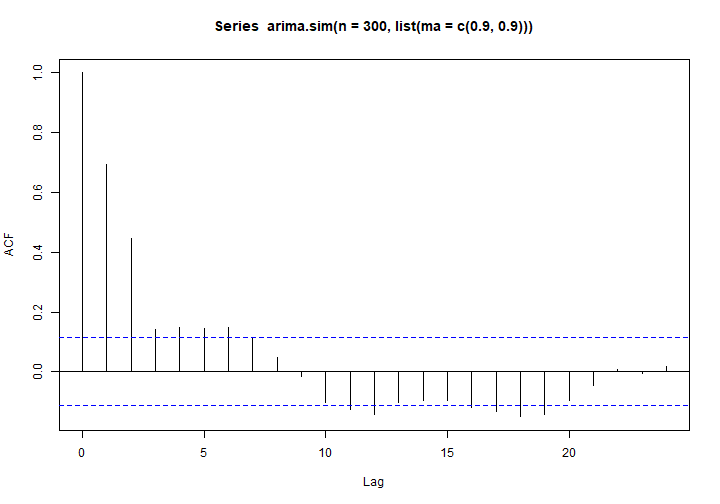 Series  arima.sim(n = 300, list(ma = c(0.9, 0.9)))
ACF
1.0
0.8
0.6
0.4
0.2
0.0
0 5 10 15 20
Lag